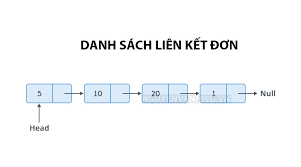 DANH SÁCH LIÊN KẾT ĐƠN
5 10 20 1 Null
Head